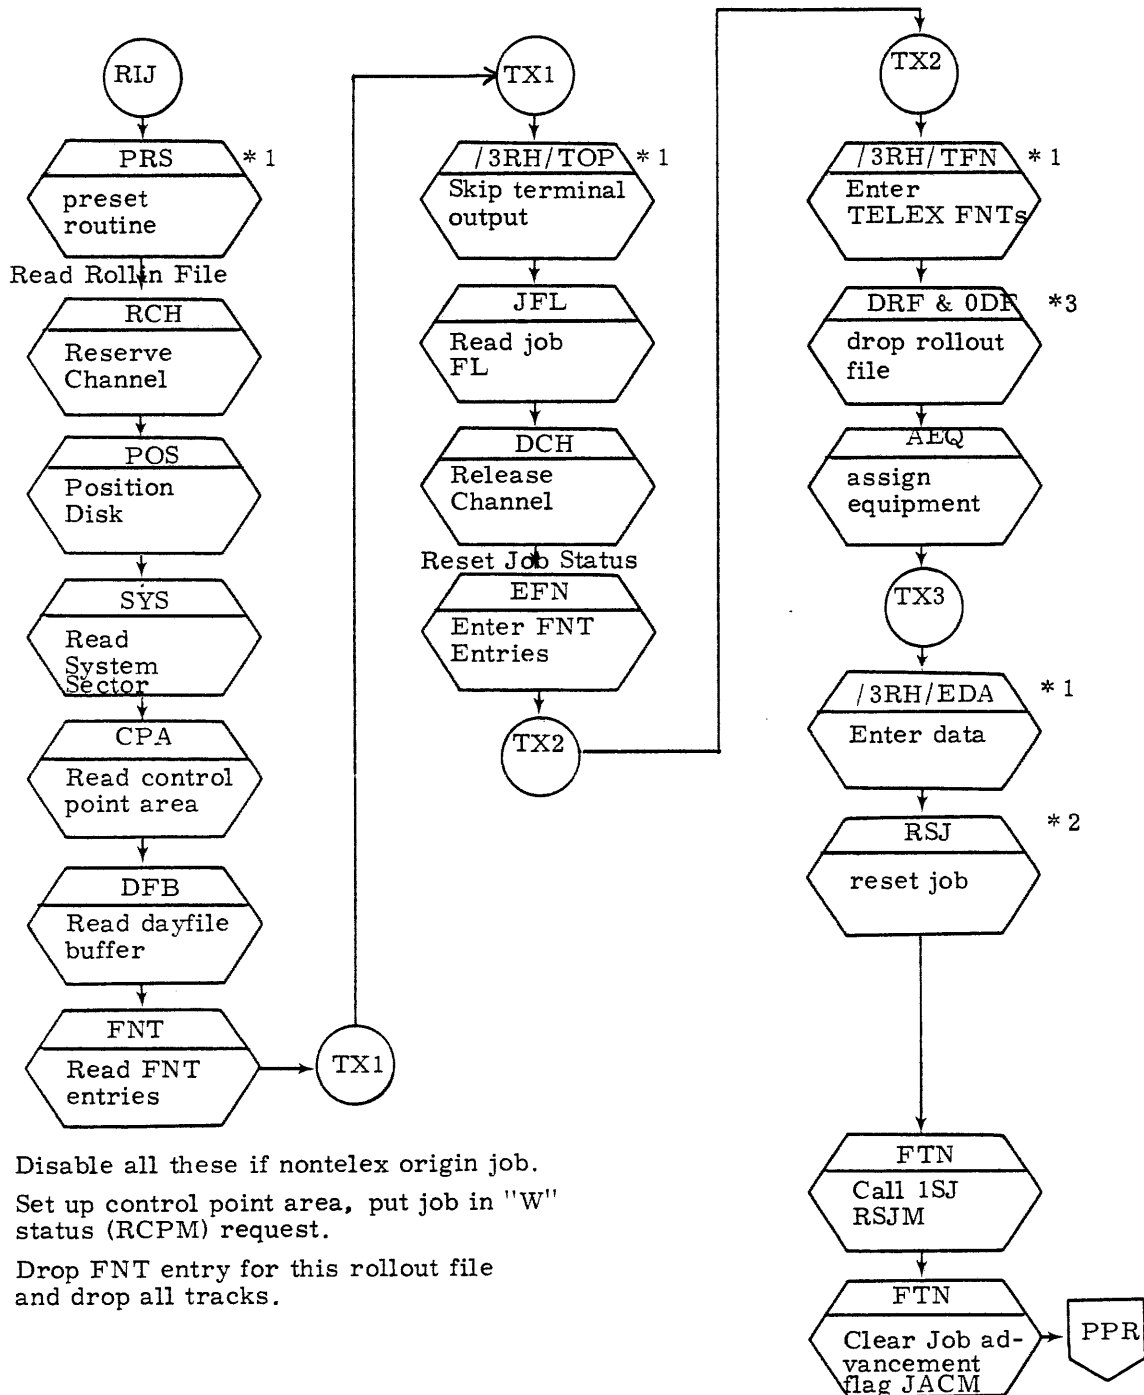 RIJ
PRS *1
preset
routine
Read Rollin File
RCH
Reserve
Channel
POS
Position
Disk
SYS
Read
System
Sector
CPA
Read control
point area
DFB
Read dayfile
buffer
FNT
Read FNT
entries
TX1
TX1
/3RH/TOP *1
Skip terminal
output
JFL
Read job
FL
DCH
Release
Channel
Reset Job Status
EFN
Enter FNT
Entries
TX2
TX2
/3RH/TFN *1
Enter
TELEX FNTs
DRF & 0DF *3
drop rollout
file
AEQ
assign
equipment
TX3
/3RH/EDA *1
Enter data
RSJ *2
reset job
FTN
Call 1SJ
RSJM
FTN
Clear Job ad-
vancement
flag JACM
PPR
Disable all these if nontelex origin job.
Set up control point area, put job in "W"
status (RCPM) request.
Drop FNT entry for this rollout file
and drop all tracks.